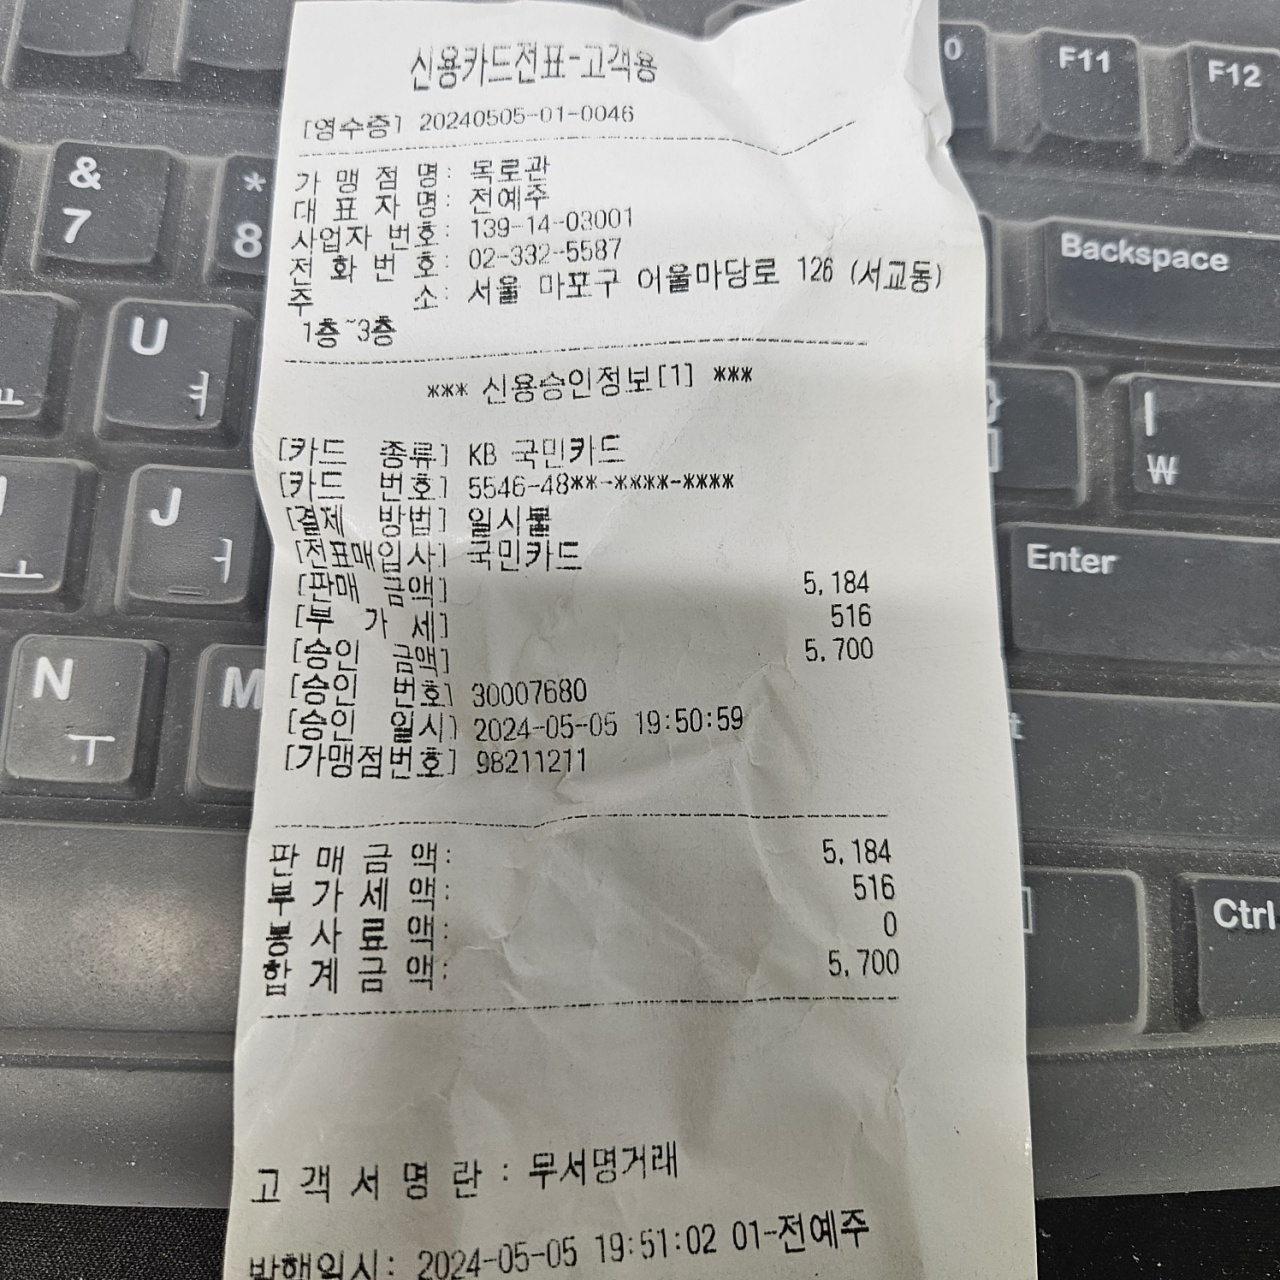 신용카드전표-고객용
[영수증] 20240505-01-0046
가 맹 점 명: 목로관
대 표 자 명: 전예주
사업자 번호: 139-14-03001
전 화 번 호: 02-332-5587
주 소: 서울 마포구 어울마당로 126 (서교동)
1층~3층
*** 신용승인정보[1] ***
[카드 종류] KB 국민카드
[카드 번호] 5546-48**-****-****
[결제 방법] 일시불
[전표매입사] 국민카드
[판매 금액] 5,184
[부 가 세] 516
[승인 금액] 5,700
[승인 번호] 30007680
[승인 일시] 2024-05-05 19:50:59
[가맹점번호] 98211211
판 매 금 액: 5,184
부 가 세 액: 516
봉 사 료 액: 0
합 계 금 액: 5,700
고 객 서 명 란 : 무서명거래
발행일시: 2024-05-05 19:51:02 01-전예주
0
F11
F12
&
7
*
8
Backspace
U
ㅕ
|
₩
ㅛ
J
ㅓ
ㅗ
Enter
N
ㅜ
M
Ctrl